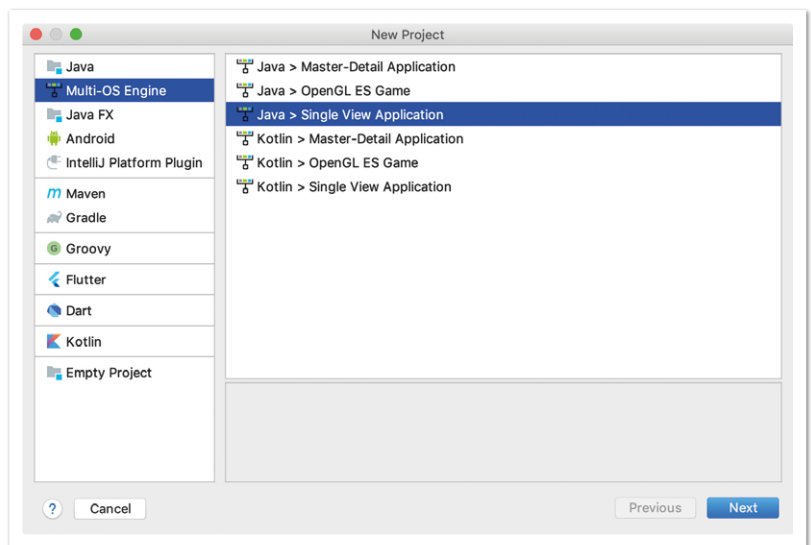 New Project
Java
Multi-OS Engine
Java FX
Android
IntelliJ Platform Plugin
Maven
Gradle
Groovy
Flutter
Dart
Kotlin
Empty Project
Java > Master-Detail Application
Java > OpenGL ES Game
Java > Single View Application
Kotlin > Master-Detail Application
Kotlin > OpenGL ES Game
Kotlin > Single View Application
? Cancel Previous Next